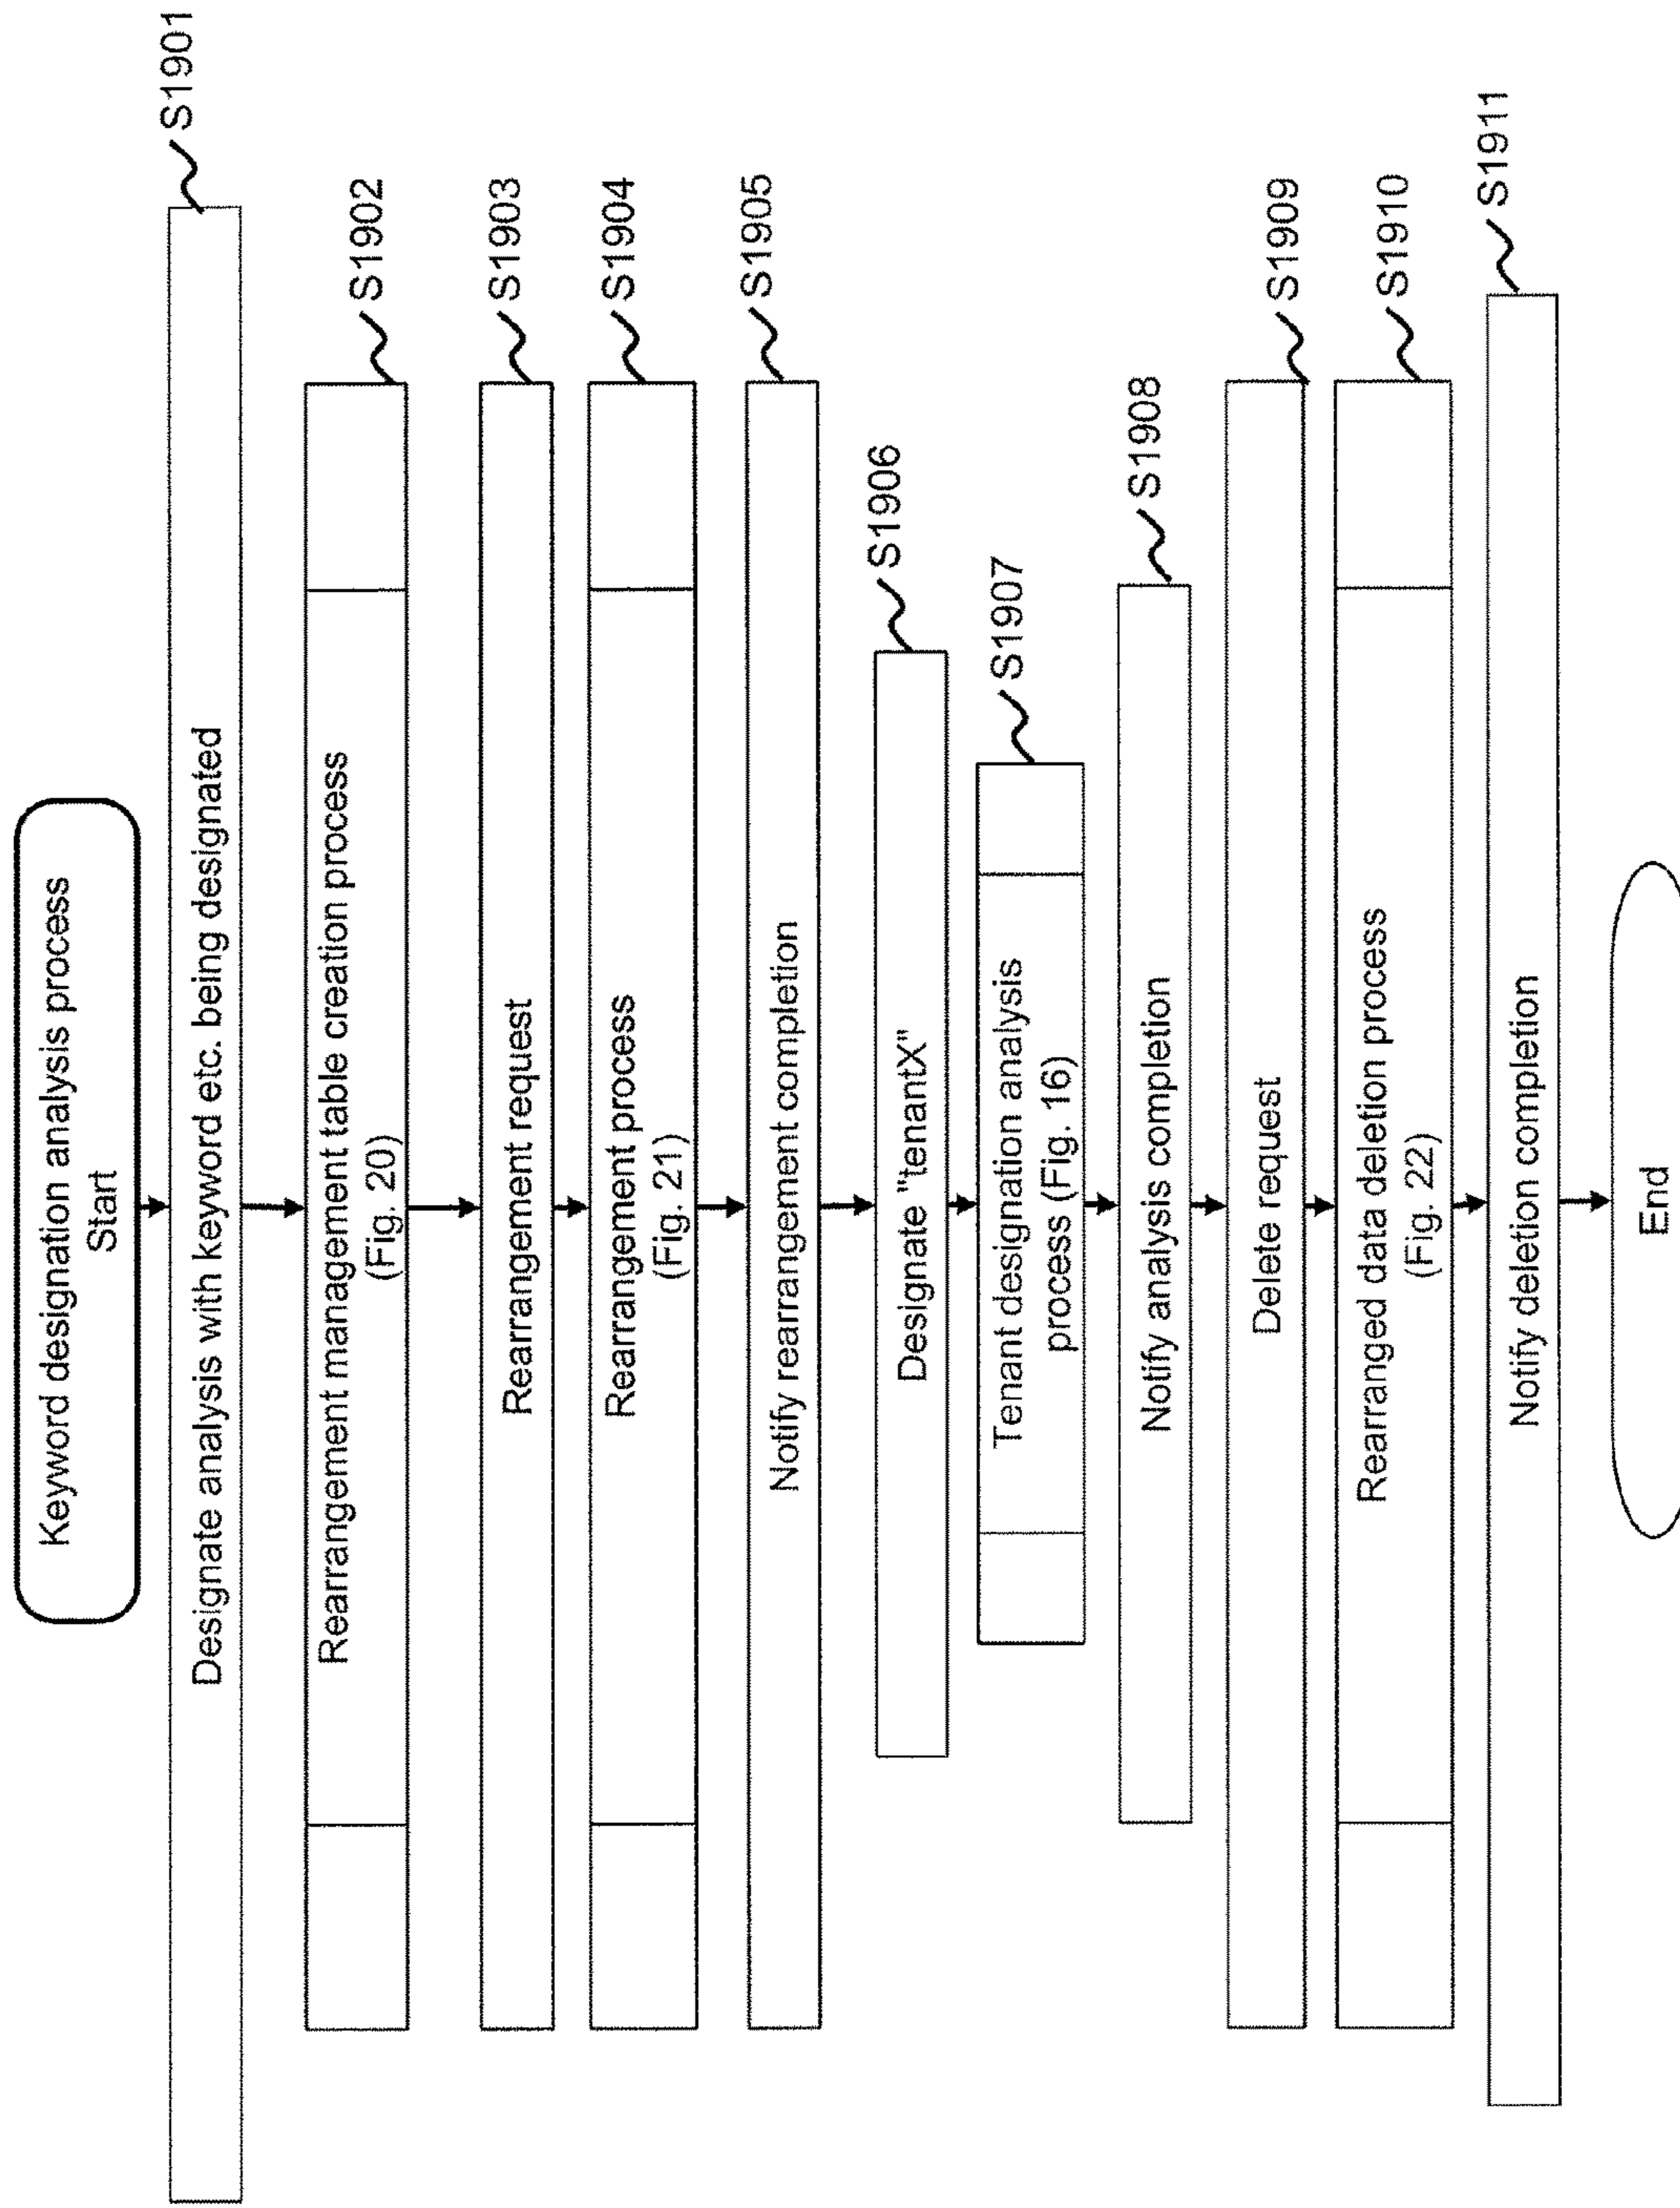 Keyword designation analysis process
Start
Designate analysis with keyword etc. being designated
S1901
Rearrangement management table creation process
(Fig. 20)
S1902
Rearrangement request
S1903
Rearrangement process
(Fig. 21)
S1904
Notify rearrangement completion
S1905
Designate "tenantX"
S1906
Tenant designation analysis
process (Fig. 16)
S1907
Notify analysis completion
S1908
Delete request
S1909
Rearranged data deletion process
(Fig. 22)
S1910
Notify deletion completion
S1911
End